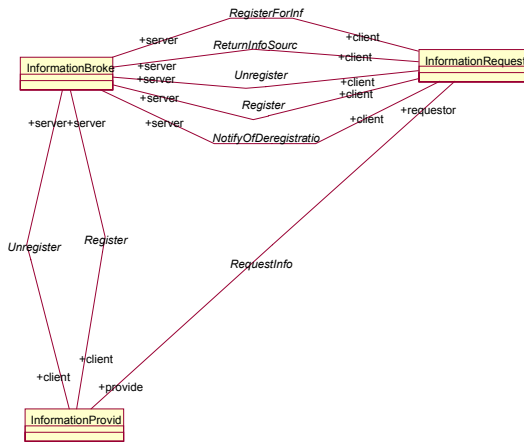 RegisterForInf
+server
+client
InformationBroke
ReturnInfoSourc
InformationRequest
+server
+client
+server
Unregister
+client
+server
Register
+client
+server
NotifyOfDeregistratio
+client
+requestor
+server
+server
Unregister
Register
RequestInfo
+client
+client
+provide
InformationProvid